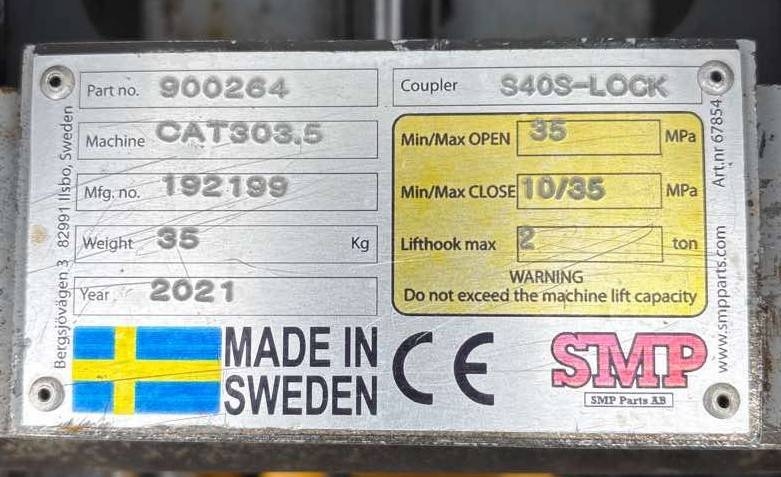 Part no. 900264
Machine CAT303.5
Mfg. no. 192199
Weight 35 Kg
Year 2021
Coupler S40S-LOCK
Min/Max OPEN 35 MPa
Min/Max CLOSE 10/35 MPa
Lifthook max 2 ton
WARNING
Do not exceed the machine lift capacity
MADE IN
SWEDEN
CE
SMP
SMP Parts AB
Bergsjövägen 3 82991 Ilsbo, Sweden
www.smpparts.com Art.nr 67854